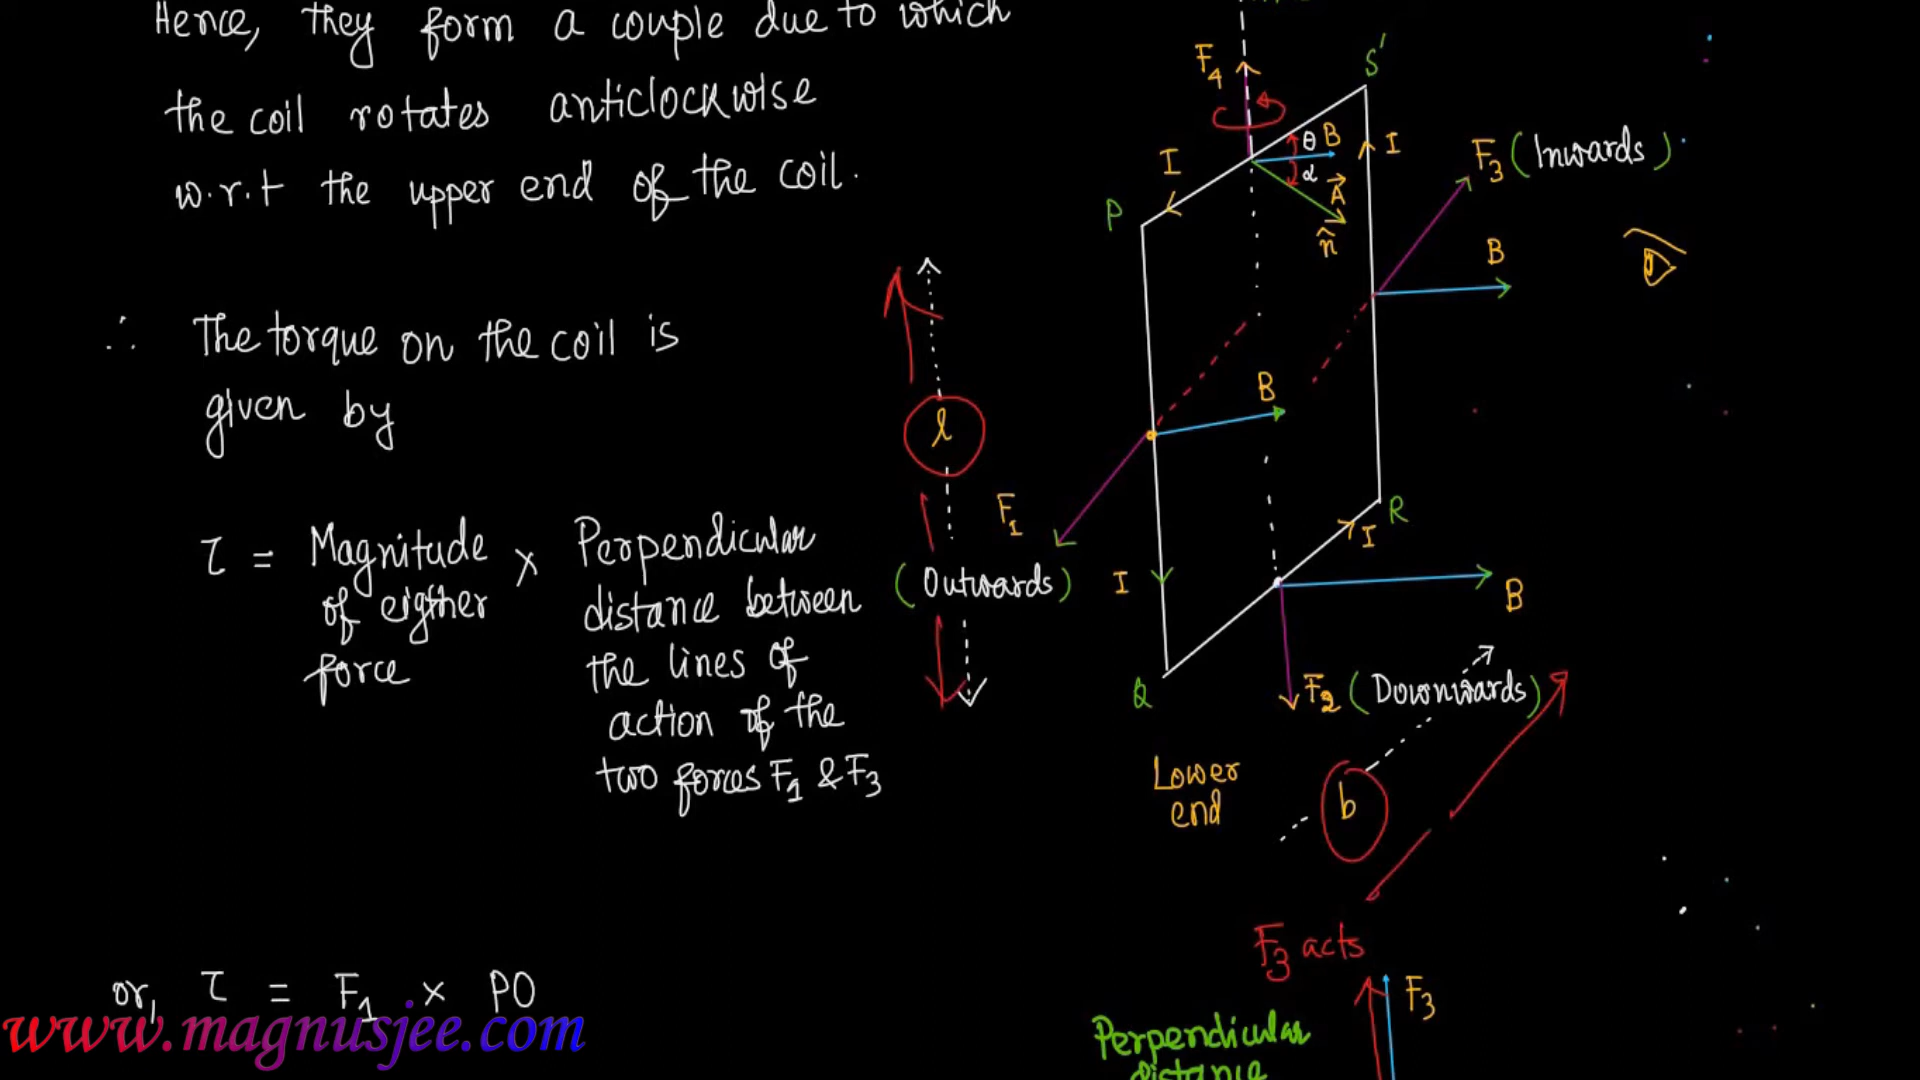 Hence, they form a couple due to which
the coil rotates anticlockwise
w.r.t the upper end of the coil.
∴ The torque on the coil is
given by
τ = Magnitude of eigther force × Perpendicular
distance between
the lines of
action of the
two forces F₁ & F₃
or, τ = F₁ × PO
www.magnusjee.com
F₄
S'
θ
B
I
I
α
A⃗
n̂
P
F₃ (Inwards)
B
l
B
F₁
(Outwards)
I
R
I
B
Q
F₂ (Downwards)
Lower
end
b
F₃ acts
F₃
Perpendicular
distance